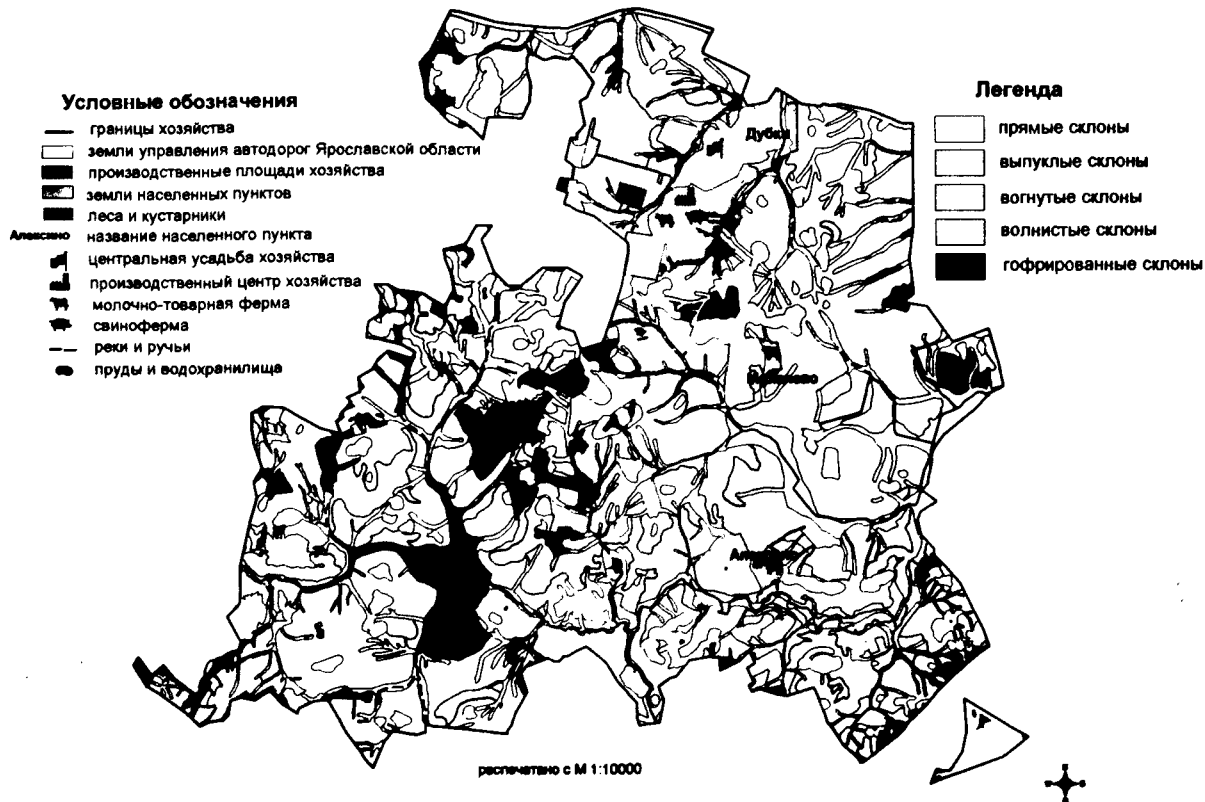 Условные обозначения
границы хозяйства
земли управления автодорог Ярославской области
производственные площади хозяйства
земли населенных пунктов
леса и кустарники
Алексино название населенного пункта
центральная усадьба хозяйства
производственный центр хозяйства
молочно-товарная ферма
свиноферма
реки и ручьи
пруды и водохранилища
Легенда
прямые склоны
выпуклые склоны
вогнутые склоны
волнистые склоны
гофрированные склоны
Дубки
распечатано с М 1:10000